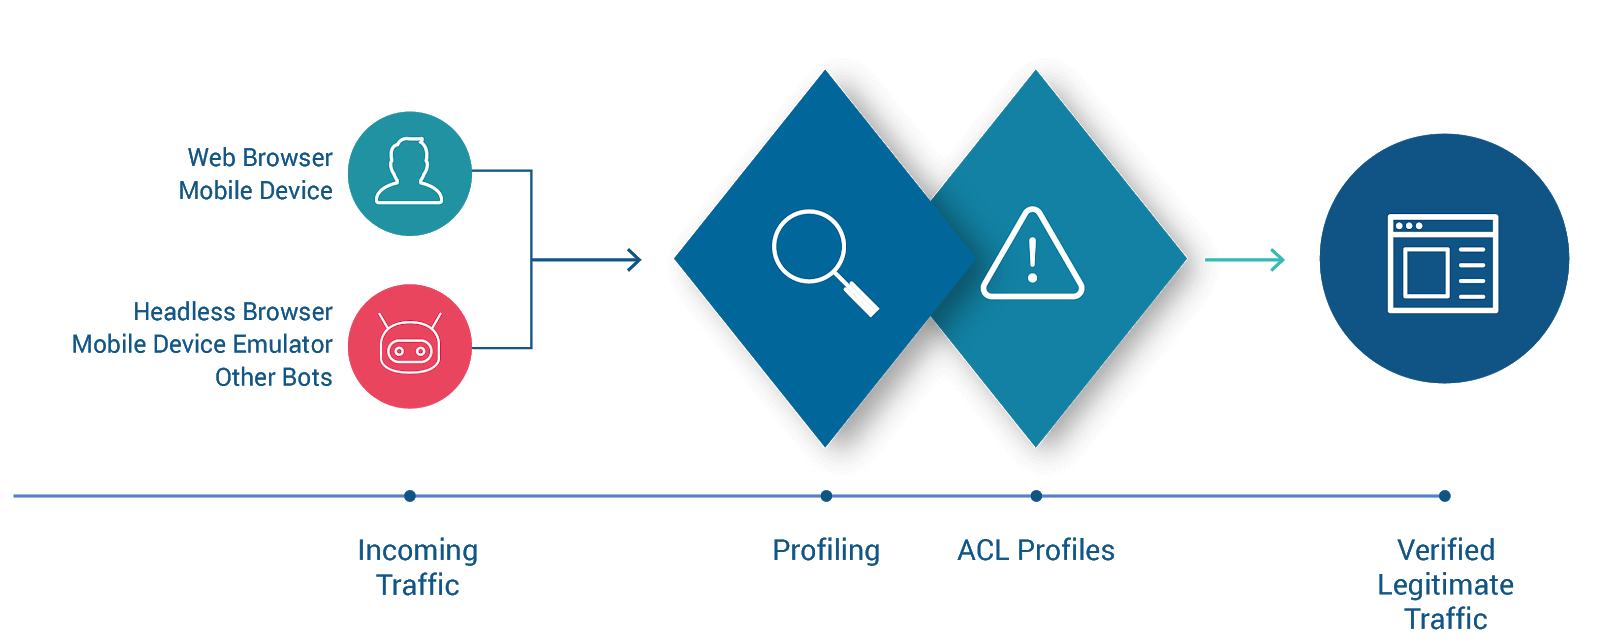 Web Browser
Mobile Device
Headless Browser
Mobile Device Emulator
Other Bots
Incoming
Traffic
Profiling
ACL Profiles
Verified
Legitimate
Traffic